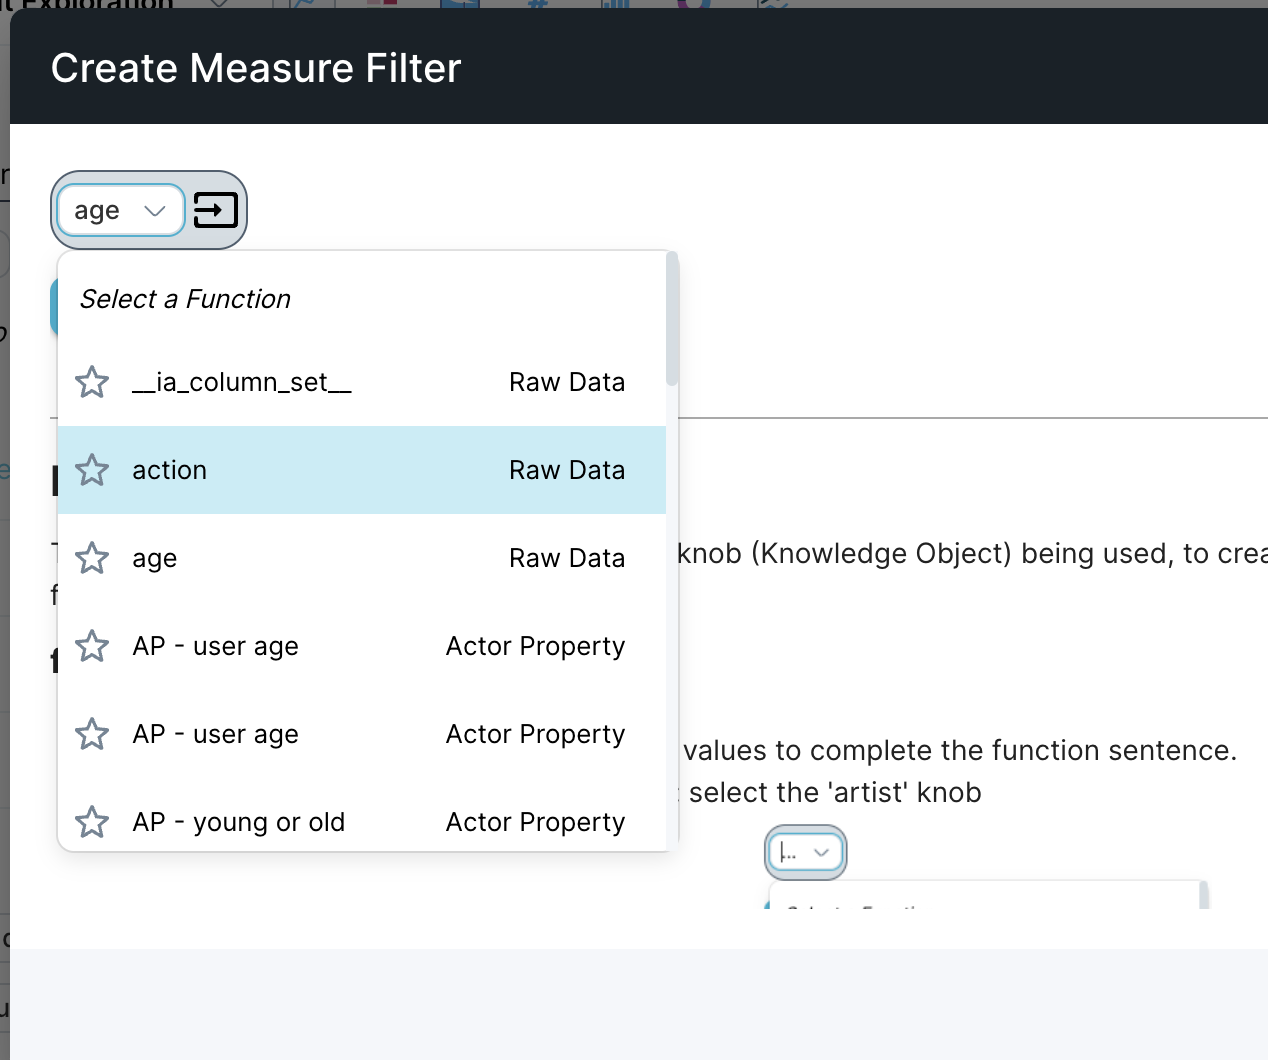 Exploration
#
Create Measure Filter
age
Select a Function
__ia_column_set__ Raw Data
action Raw Data
age Raw Data
knob (Knowledge Object) being used, to crea
f
AP - user age Actor Property
AP - user age Actor Property
values to complete the function sentence.
select the 'artist' knob
AP - young or old Actor Property
...